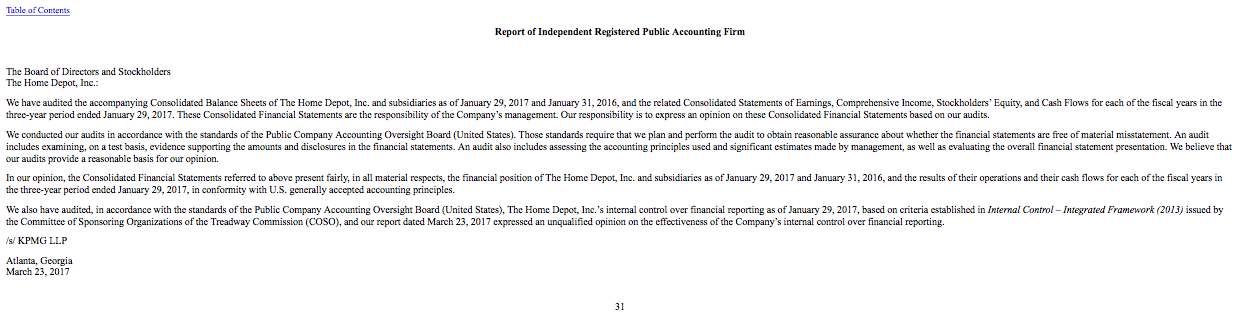 Table of Contents
Report of Independent Registered Public Accounting Firm
The Board of Directors and Stockholders
The Home Depot, Inc.:
We have audited the accompanying Consolidated Balance Sheets of The Home Depot, Inc. and subsidiaries as of January 29, 2017 and January 31, 2016, and the related Consolidated Statements of Earnings, Comprehensive Income, Stockholders’ Equity, and Cash Flows for each of the fiscal years in the
three-year period ended January 29, 2017. These Consolidated Financial Statements are the responsibility of the Company’s management. Our responsibility is to express an opinion on these Consolidated Financial Statements based on our audits.
We conducted our audits in accordance with the standards of the Public Company Accounting Oversight Board (United States). Those standards require that we plan and perform the audit to obtain reasonable assurance about whether the financial statements are free of material misstatement. An audit
includes examining, on a test basis, evidence supporting the amounts and disclosures in the financial statements. An audit also includes assessing the accounting principles used and significant estimates made by management, as well as evaluating the overall financial statement presentation. We believe that
our audits provide a reasonable basis for our opinion.
In our opinion, the Consolidated Financial Statements referred to above present fairly, in all material respects, the financial position of The Home Depot, Inc. and subsidiaries as of January 29, 2017 and January 31, 2016, and the results of their operations and their cash flows for each of the fiscal years in
the three-year period ended January 29, 2017, in conformity with U.S. generally accepted accounting principles.
We also have audited, in accordance with the standards of the Public Company Accounting Oversight Board (United States), The Home Depot, Inc.’s internal control over financial reporting as of January 29, 2017, based on criteria established in Internal Control – Integrated Framework (2013) issued by
the Committee of Sponsoring Organizations of the Treadway Commission (COSO), and our report dated March 23, 2017 expressed an unqualified opinion on the effectiveness of the Company’s internal control over financial reporting.
/s/ KPMG LLP
Atlanta, Georgia
March 23, 2017
31